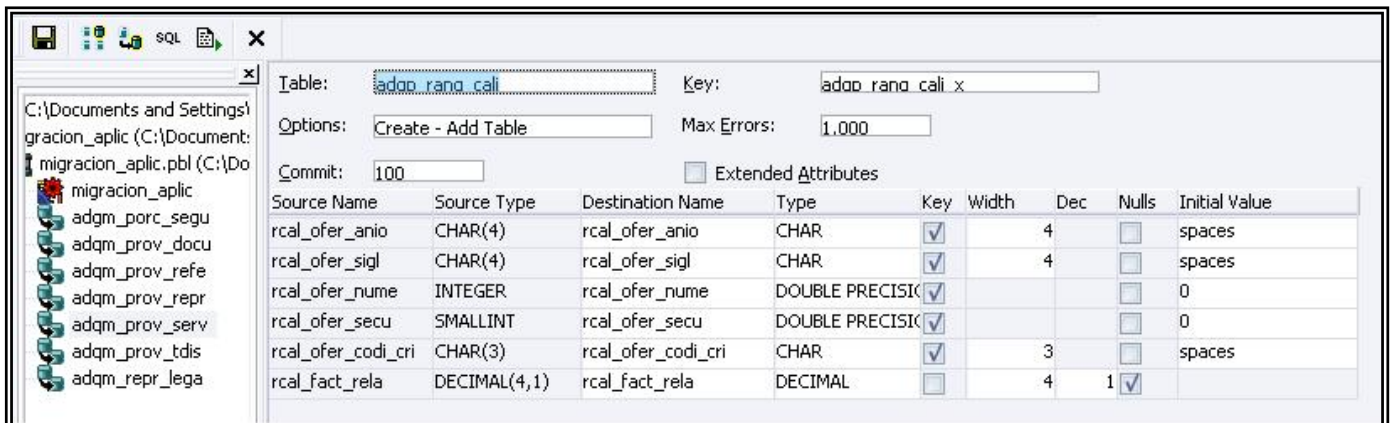 SQL
C:\Documents and Settings\
gracion_aplic (C:\Document:
migracion_aplic.pbl (C:\Do
migracion_aplic
adgm_porc_segu
adqm_prov_docu
adqm_prov_refe
adqm_prov_repr
adqm_prov_serv
adqm_prov_tdis
adqm_repr_lega
Table: adqp_rang_cali Key: adqp_rang_cali_x
Options: Create - Add Table Max Errors: 1.000
Commit: 100 Extended Attributes
Source Name Source Type Destination Name Type Key Width Dec Nulls Initial Value
rcal_ofer_anio CHAR(4) rcal_ofer_anio CHAR 4 spaces
rcal_ofer_sigl CHAR(4) rcal_ofer_sigl CHAR 4 spaces
rcal_ofer_nume INTEGER rcal_ofer_nume DOUBLE PRECISIO 0
rcal_ofer_secu SMALLINT rcal_ofer_secu DOUBLE PRECISIO 0
rcal_ofer_codi_cri CHAR(3) rcal_ofer_codi_cri CHAR 3 spaces
rcal_fact_rela DECIMAL(4,1) rcal_fact_rela DECIMAL 4 1